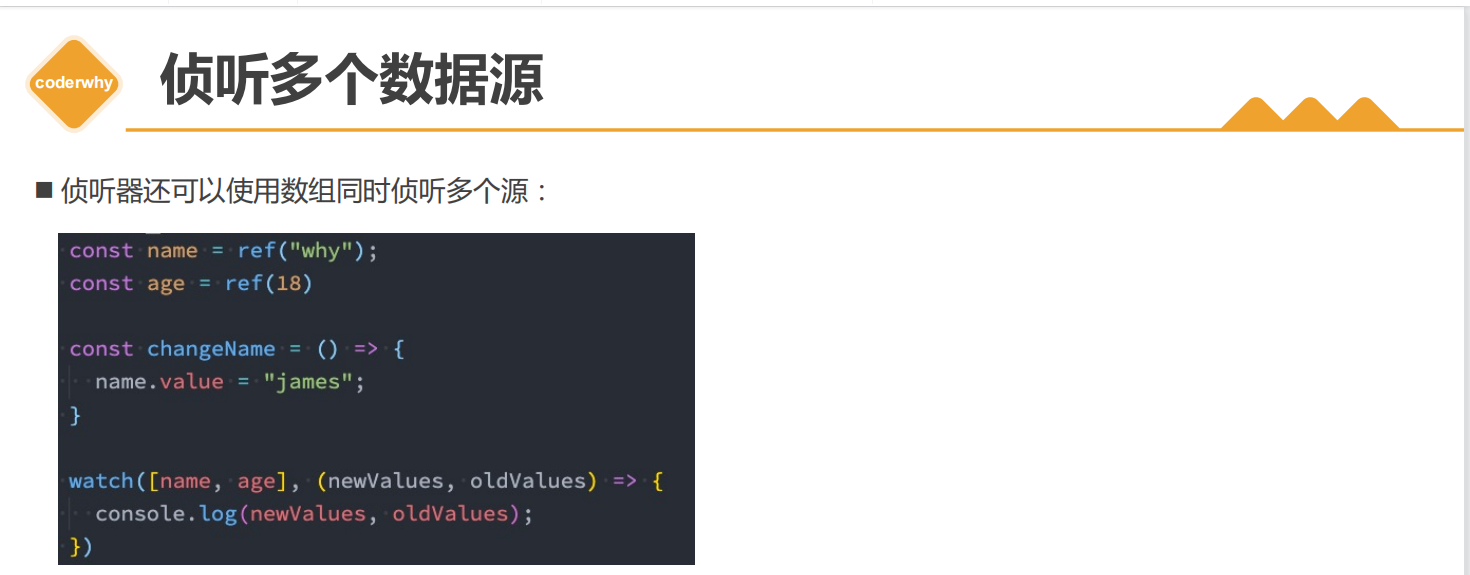 coderwhy
侦听多个数据源
侦听器还可以使用数组同时侦听多个源：
const name = ref("why");
const age = ref(18)
const changeName = () => {
  name.value = "james";
}
watch([name, age], (newValues, oldValues) => {
  console.log(newValues, oldValues);
})